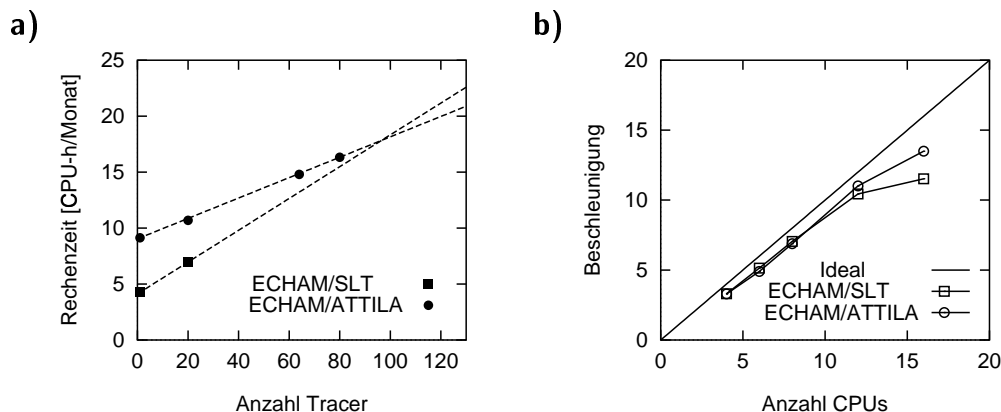 a)
Rechenzeit [CPU-h/Monat]
25
20
15
10
5
0
ECHAM/SLT
ECHAM/ATTILA
0 20 40 60 80 100 120
Anzahl Tracer
b)
Beschleunigung
20
15
10
5
0
Ideal
ECHAM/SLT
ECHAM/ATTILA
0 5 10 15 20
Anzahl CPUs